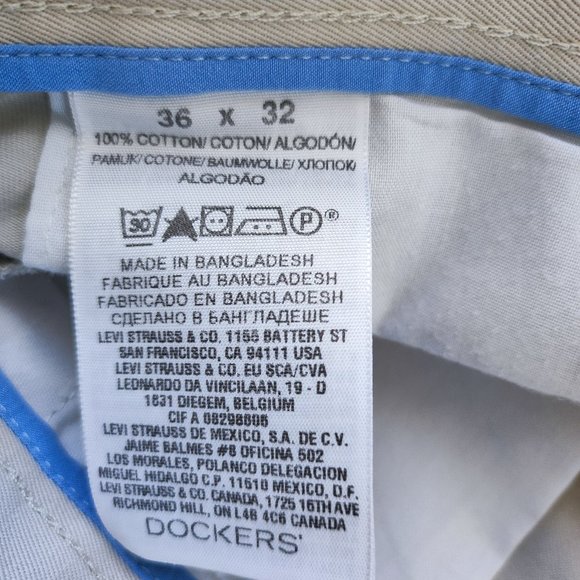 36 x 32
100% COTTON/ COTON/ ALGODÓN/
PAMUK/ COTONE/ BAUMWOLLE/ ХЛОПОК/
ALGODÃO
30 P®
MADE IN BANGLADESH
FABRIQUE AU BANGLADESH
FABRICADO EN BANGLADESH
СДЕЛАНО В БАНГЛАДЕШЕ
LEVI STRAUSS & CO. 1155 BATTERY ST
SAN FRANCISCO, CA 94111 USA
LEVI STRAUSS & CO. EU SCA/CVA
LEONARDO DA VINCILAAN, 19 - D
1831 DIEGEM, BELGIUM
CIF A 08298805
LEVI STRAUSS DE MEXICO, S.A. DE C.V.
JAIME BALMES #8 OFICINA 502
LOS MORALES, POLANCO DELEGACION
MIGUEL HIDALGO C.P. 11510 MEXICO, D.F.
LEVI STRAUSS & CO. CANADA, 1725 16TH AVE
RICHMOND HILL, ON L4B 4C6 CANADA
DOCKERS®